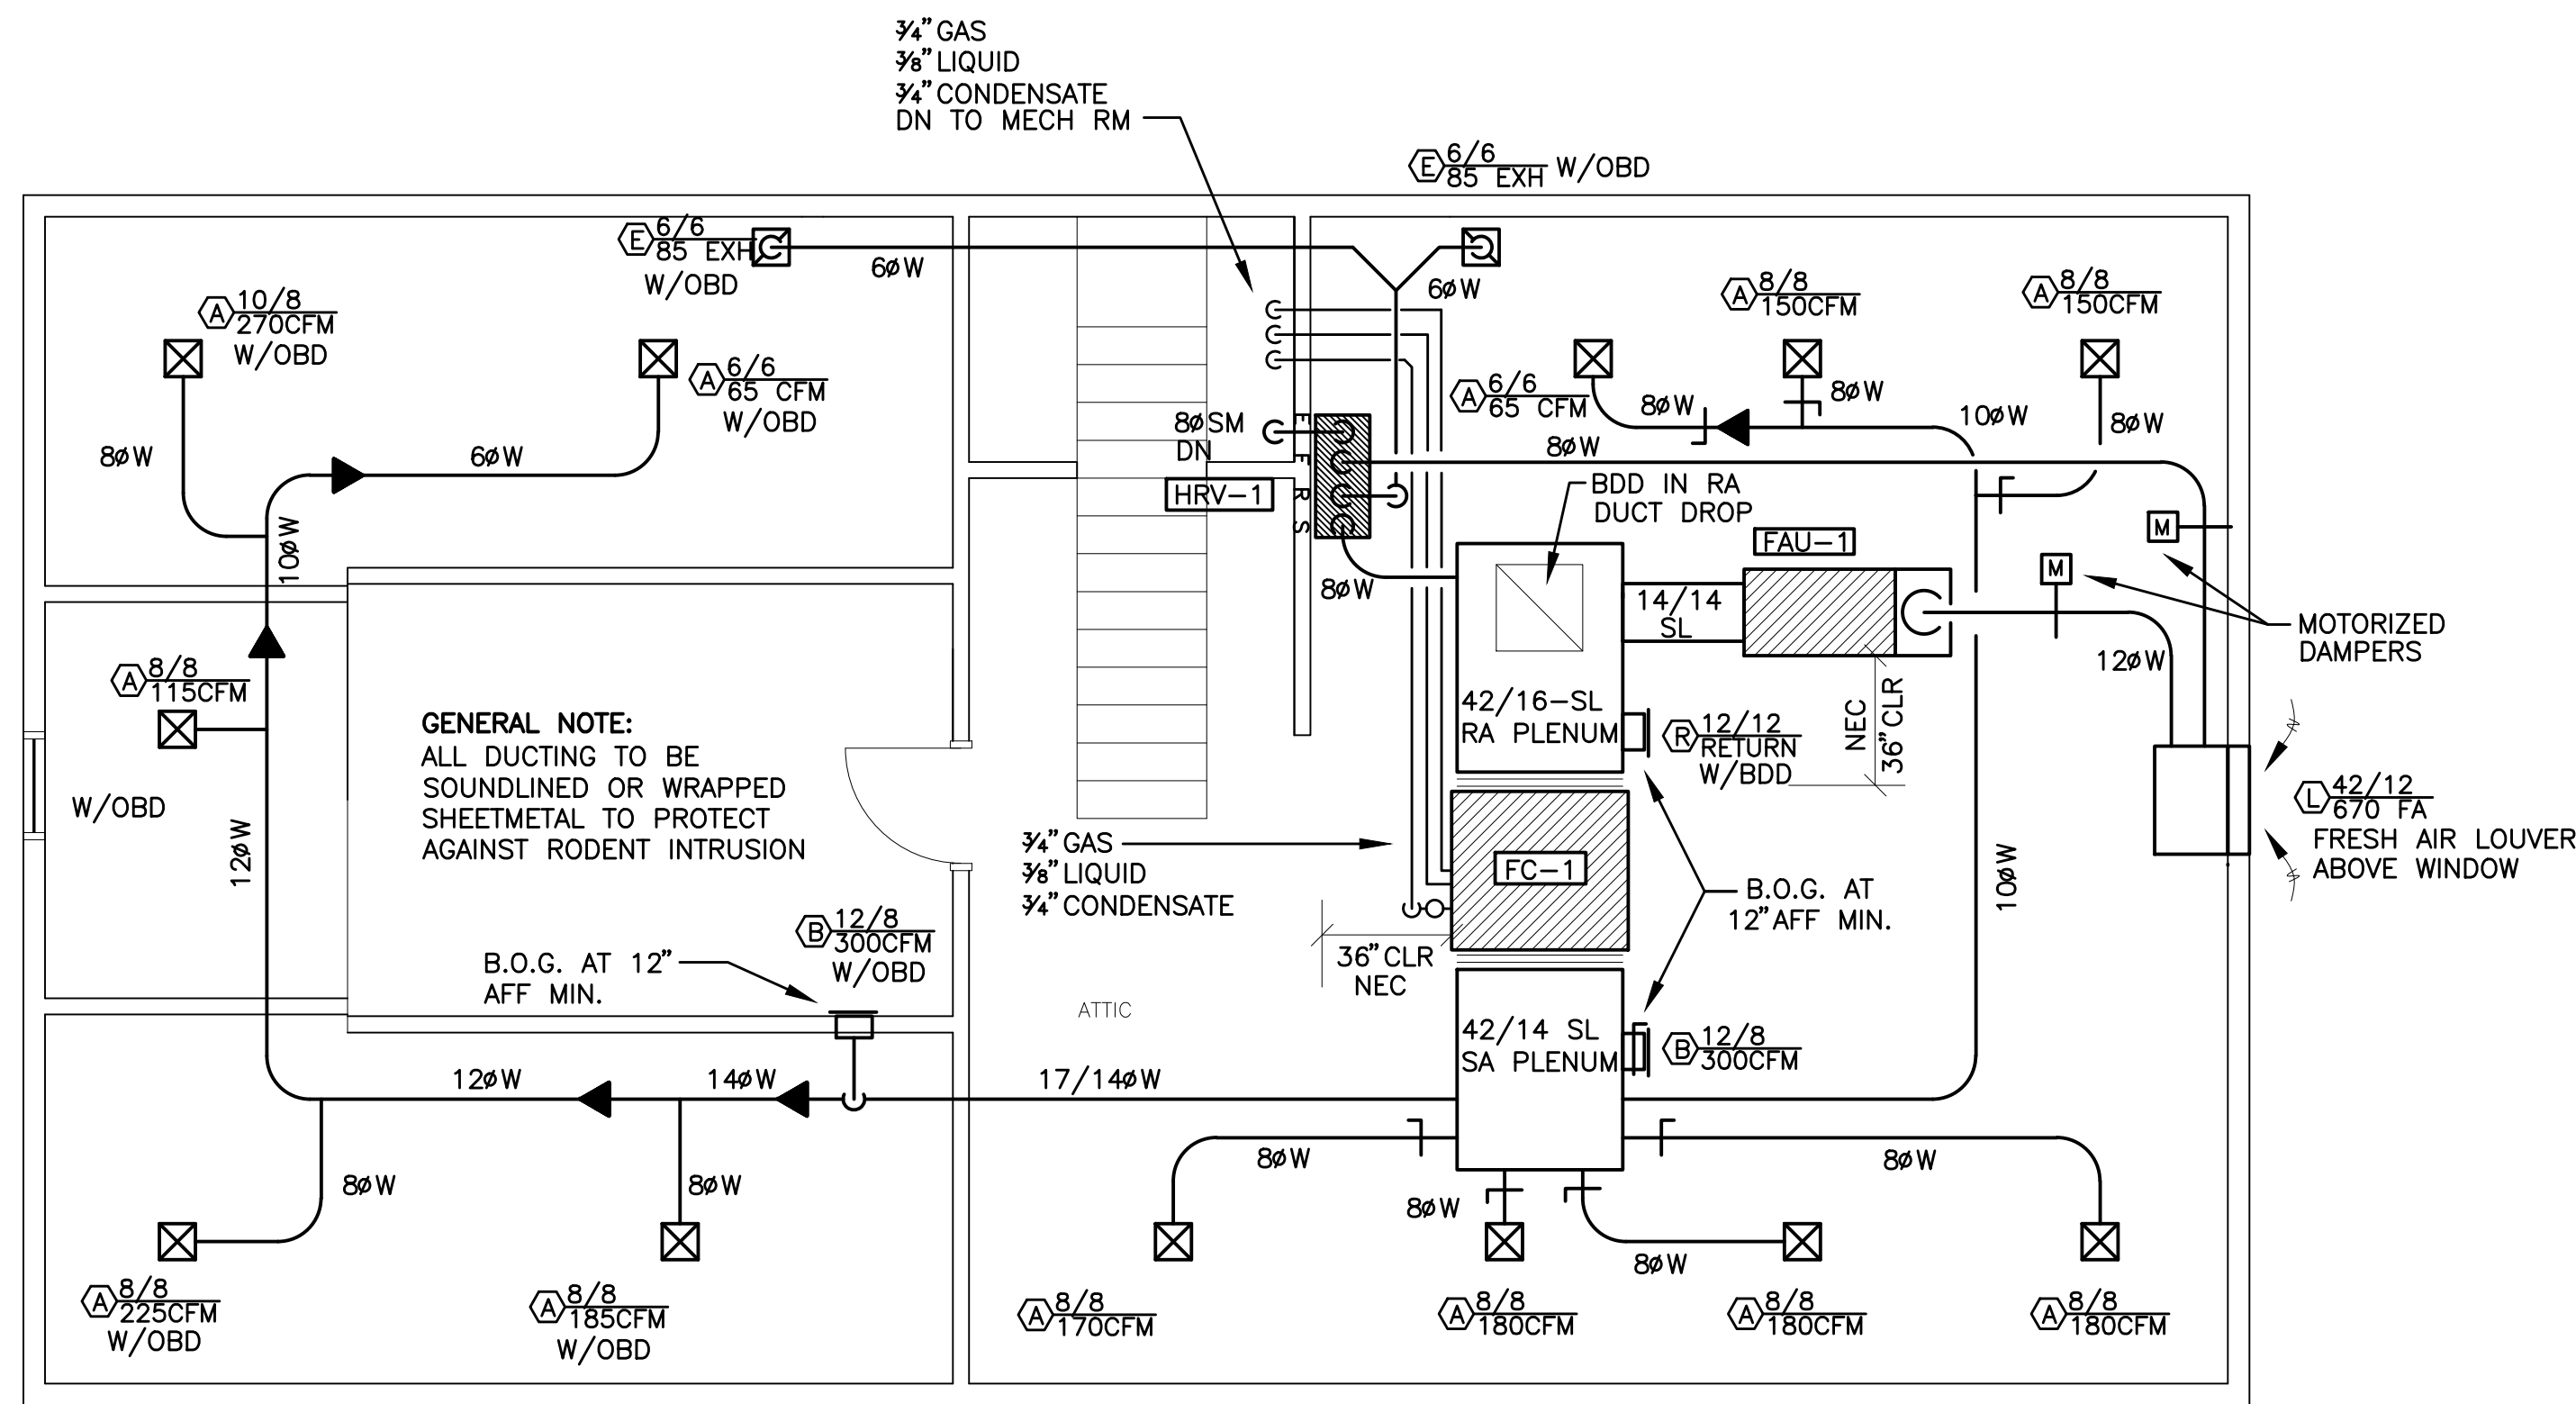 ¾" GAS
⅜" LIQUID
¾" CONDENSATE
DN TO MECH RM
E 6/6
85 EXH W/OBD
E 6/6
85 EXH
W/OBD
6ØW
6ØW
A 10/8
270CFM
W/OBD
A 6/6
65 CFM
W/OBD
A 8/8
150CFM
A 8/8
150CFM
A 6/6
65 CFM
8ØW
8ØW
10ØW
8ØW
8ØW
6ØW
8ØSM
DN
8ØW
E
F
R
S
HRV-1
BDD IN RA
DUCT DROP
FAU-1
M
M
10ØW
8ØW
14/14
SL
MOTORIZED
DAMPERS
12ØW
A 8/8
115CFM
W/OBD
GENERAL NOTE:
ALL DUCTING TO BE
SOUNDLINED OR WRAPPED
SHEETMETAL TO PROTECT
AGAINST RODENT INTRUSION
42/16-SL
RA PLENUM
R 12/12
RETURN
W/BDD
NEC
36" CLR
L 42/12
670 FA
FRESH AIR LOUVER
ABOVE WINDOW
12ØW
¾" GAS
⅜" LIQUID
¾" CONDENSATE
FC-1
10ØW
B.O.G. AT
12" AFF MIN.
B 12/8
300CFM
W/OBD
B.O.G. AT 12"
AFF MIN.
36" CLR
NEC
ATTIC
42/14 SL
SA PLENUM
B 12/8
300CFM
12ØW
14ØW
17/14ØW
8ØW
8ØW
8ØW
8ØW
8ØW
8ØW
A 8/8
225CFM
W/OBD
A 8/8
185CFM
W/OBD
A 8/8
170CFM
A 8/8
180CFM
A 8/8
180CFM
A 8/8
180CFM